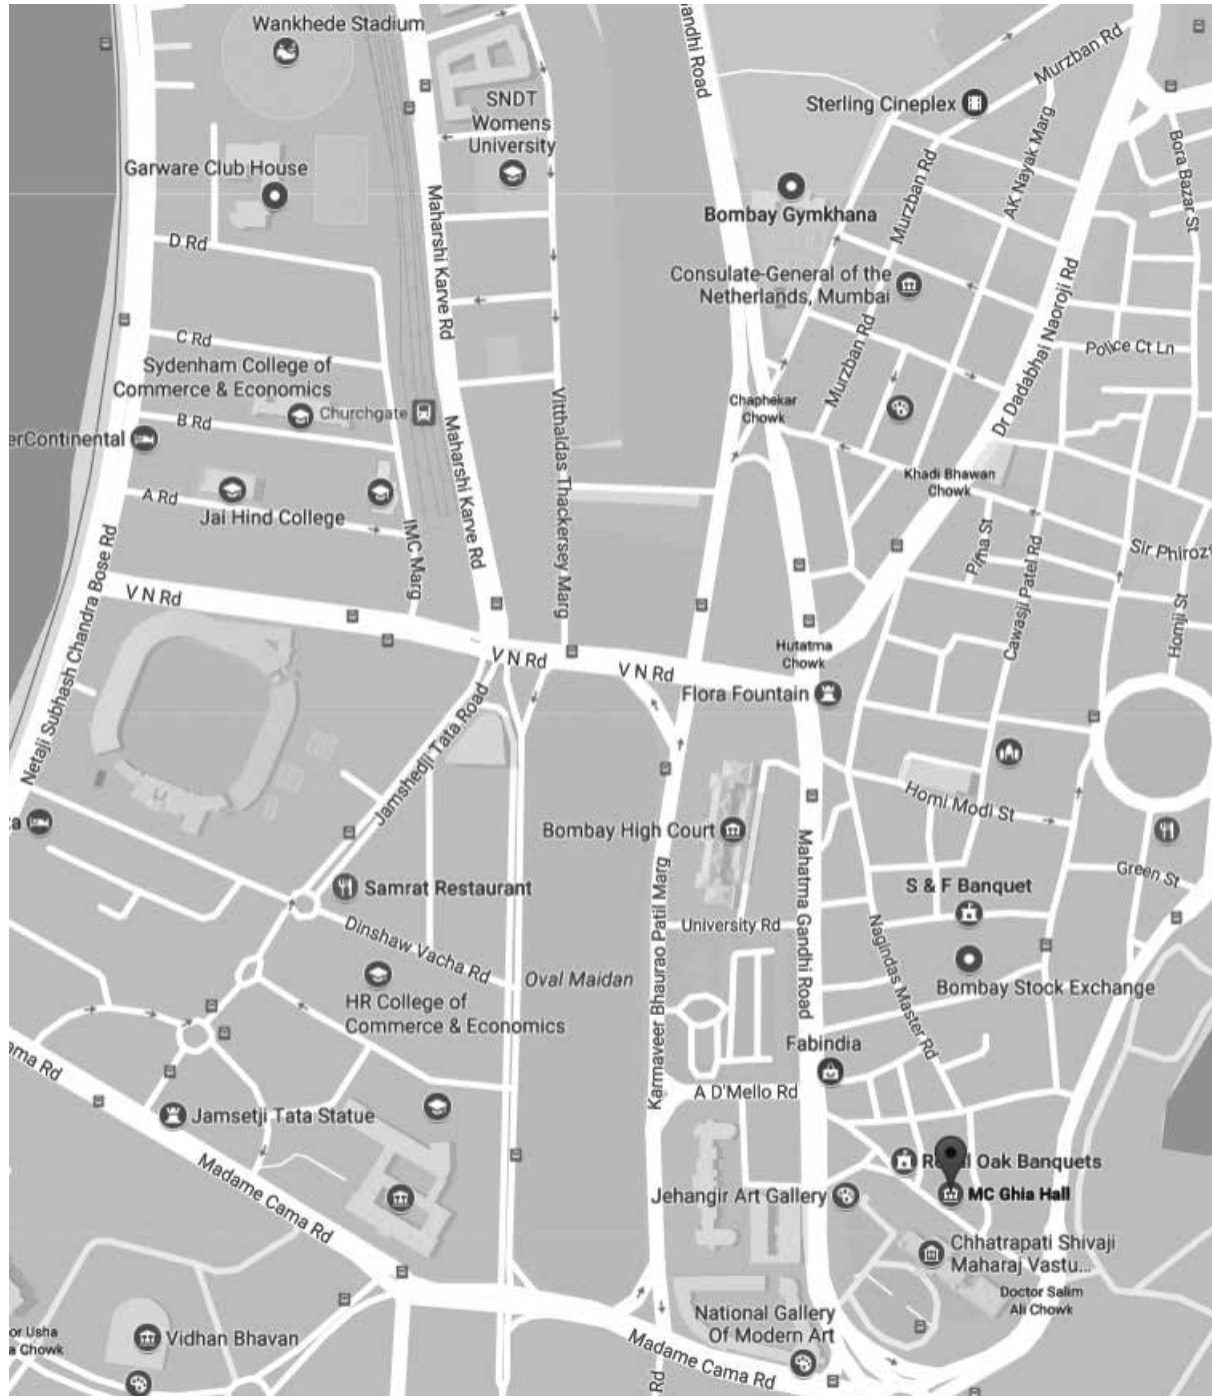 Wankhede Stadium
Gandhi Road
Murzban Rd
SNDT
Womens
University
Sterling Cineplex
AK Nayak Marg
Bora Bazar St
Garware Club House
Maharshi Karve Rd
Bombay Gymkhana
Murzban Rd
D Rd
Consulate-General of the
Netherlands, Mumbai
Dr Dadabhai Naoroji Rd
C Rd
Murzban Rd
Police Ct Ln
Sydenham College of
Commerce & Economics
Churchgate
Vitthaldas Thackersey Marg
Chaphekar
Chowk
B Rd
erContinental
Maharshi Karve Rd
Khadi Bhawan
Chowk
A Rd
Jai Hind College
IMC Marg
Pitha St
Cawasji Patel Rd
Sir Phiroz
Netaji Subhash Chandra Bose Rd
V N Rd
Homji St
V N Rd
V N Rd
Hutatma
Chowk
Flora Fountain
Jamshedji Tata Road
Homi Modi St
ta
Bombay High Court
Mahatma Gandhi Road
Green St
Samrat Restaurant
S & F Banquet
Karmaveer Bhaurao Patil Marg
University Rd
Dinshaw Vacha Rd
Oval Maidan
Nagindas Master Rd
Bombay Stock Exchange
HR College of
Commerce & Economics
Fabindia
ama Rd
A D'Mello Rd
Jamsetji Tata Statue
Madame Cama Rd
Oak Banquets
Jehangir Art Gallery
MC Ghia Hall
Chhatrapati Shivaji
Maharaj Vastu...
Doctor Salim
Ali Chowk
National Gallery
Of Modern Art
or Usha
a Chowk
Vidhan Bhavan
Madame Cama Rd
Rd